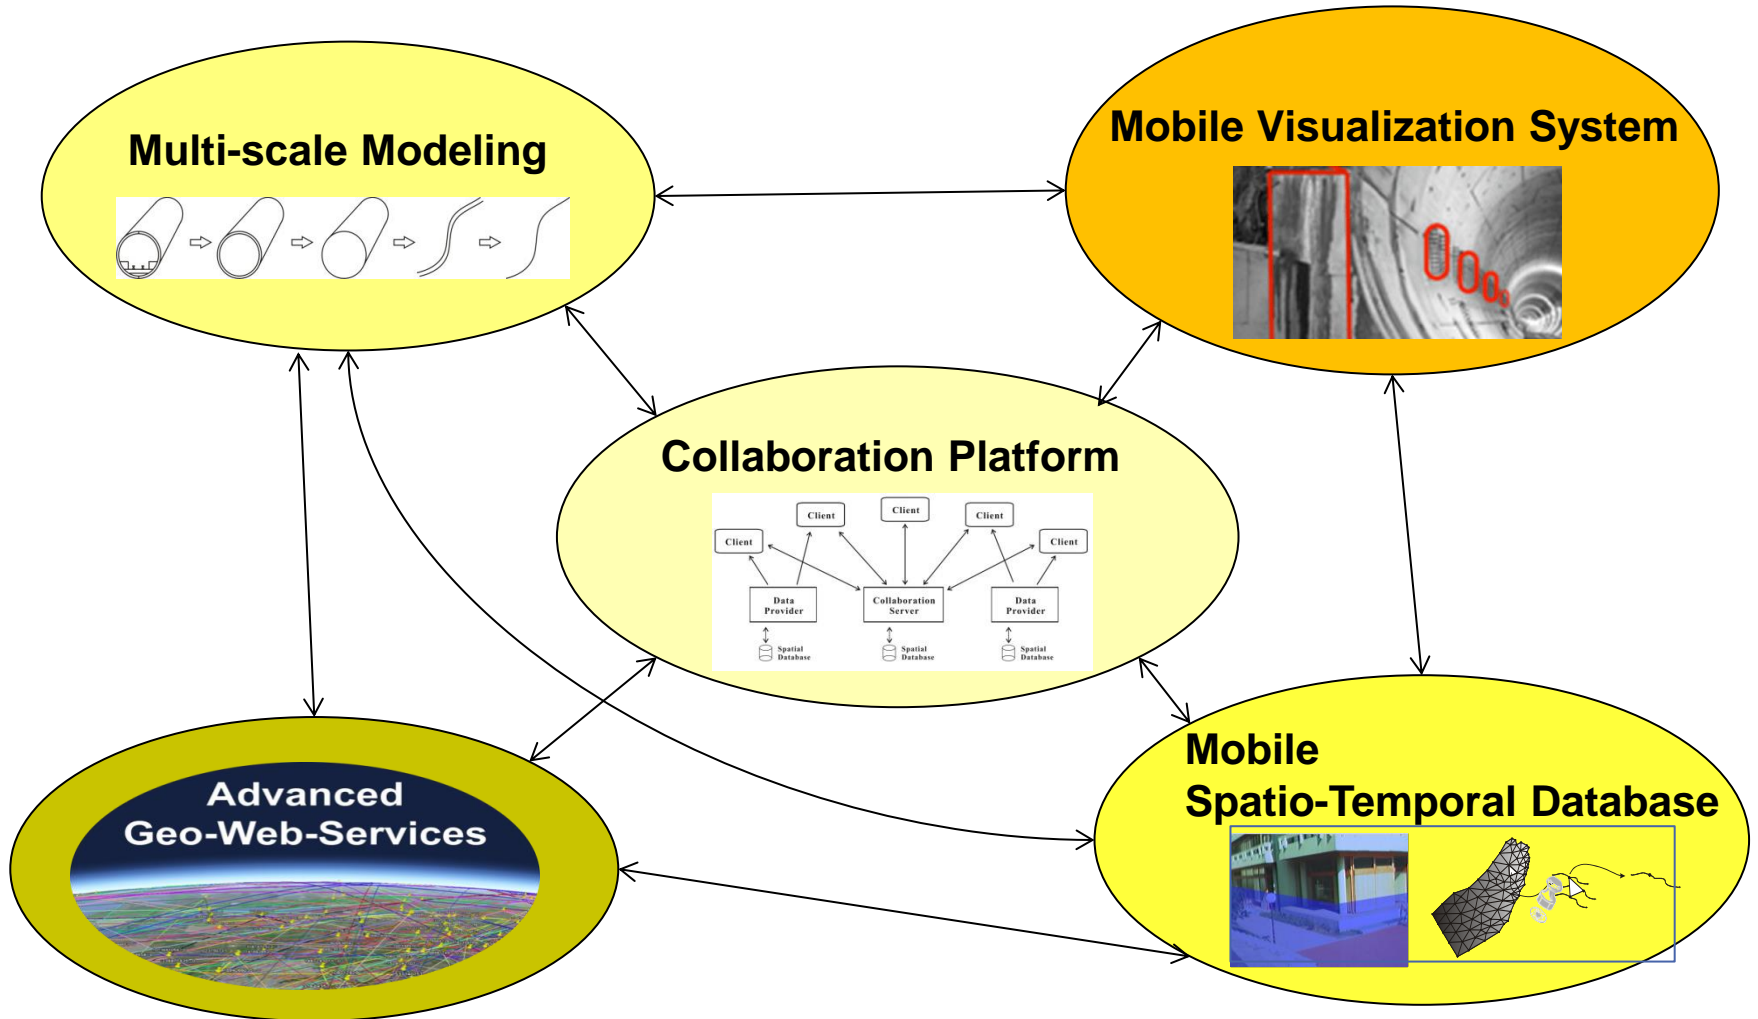 Multi-scale Modeling
Mobile Visualization System
Collaboration Platform
Client
Client
Client
Client
Client
Data
Provider
Collaboration
Server
Data
Provider
Spatial
Database
Spatial
Database
Spatial
Database
Advanced
Geo-Web-Services
Mobile
Spatio-Temporal Database